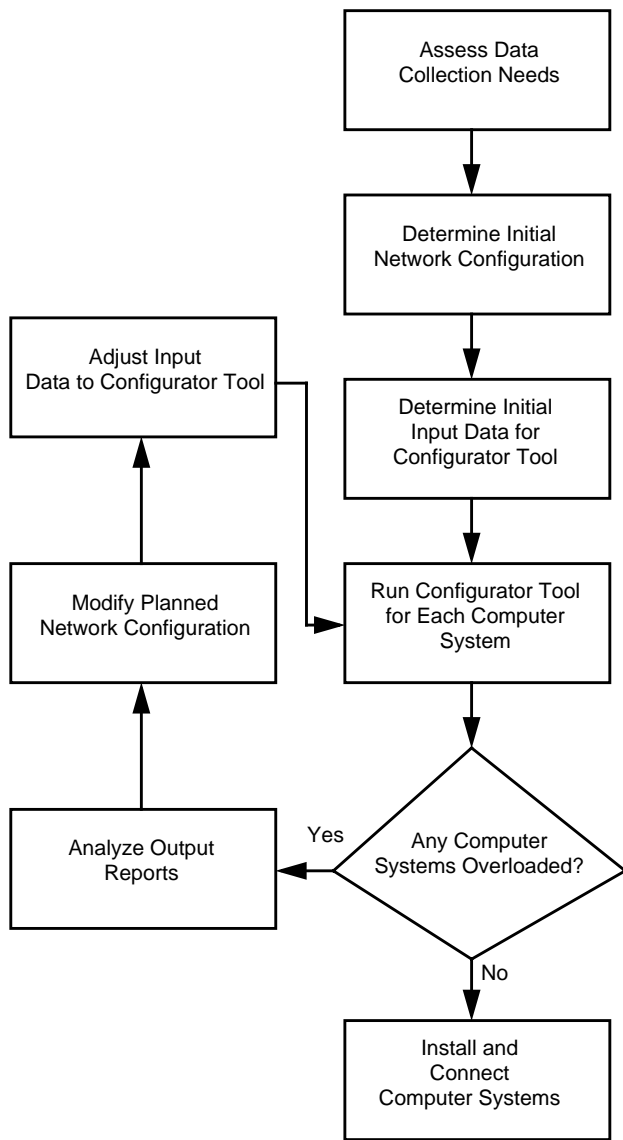 Assess Data
Collection Needs
Determine Initial
Network Configuration
Adjust Input
Data to Configurator Tool
Determine Initial
Input Data for
Configurator Tool
Modify Planned
Network Configuration
Run Configurator Tool
for Each Computer
System
Analyze Output
Reports
Yes
Any Computer
Systems Overloaded?
No
Install and
Connect
Computer Systems